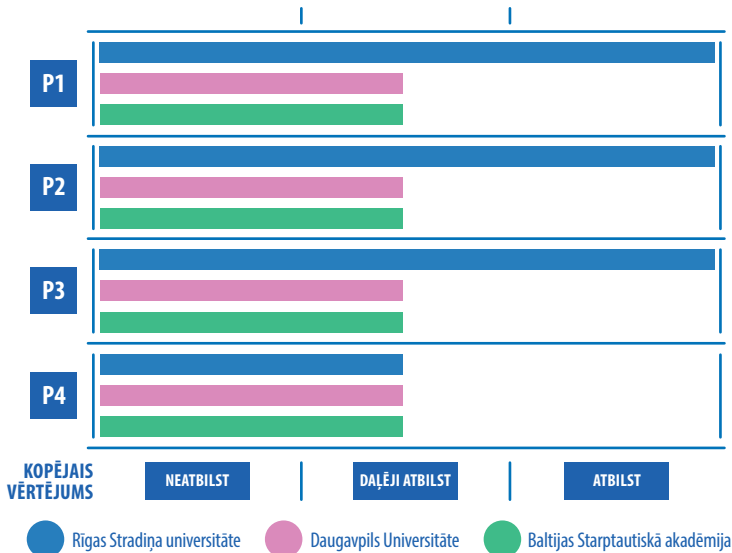 P1
P2
P3
P4
KOPĒJAIS
VĒRTĒJUMS
NEATBILST
DAĻĒJI ATBILST
ATBILST
Rīgas Stradiņa universitāte
Daugavpils Universitāte
Baltijas Starptautiskā akadēmija